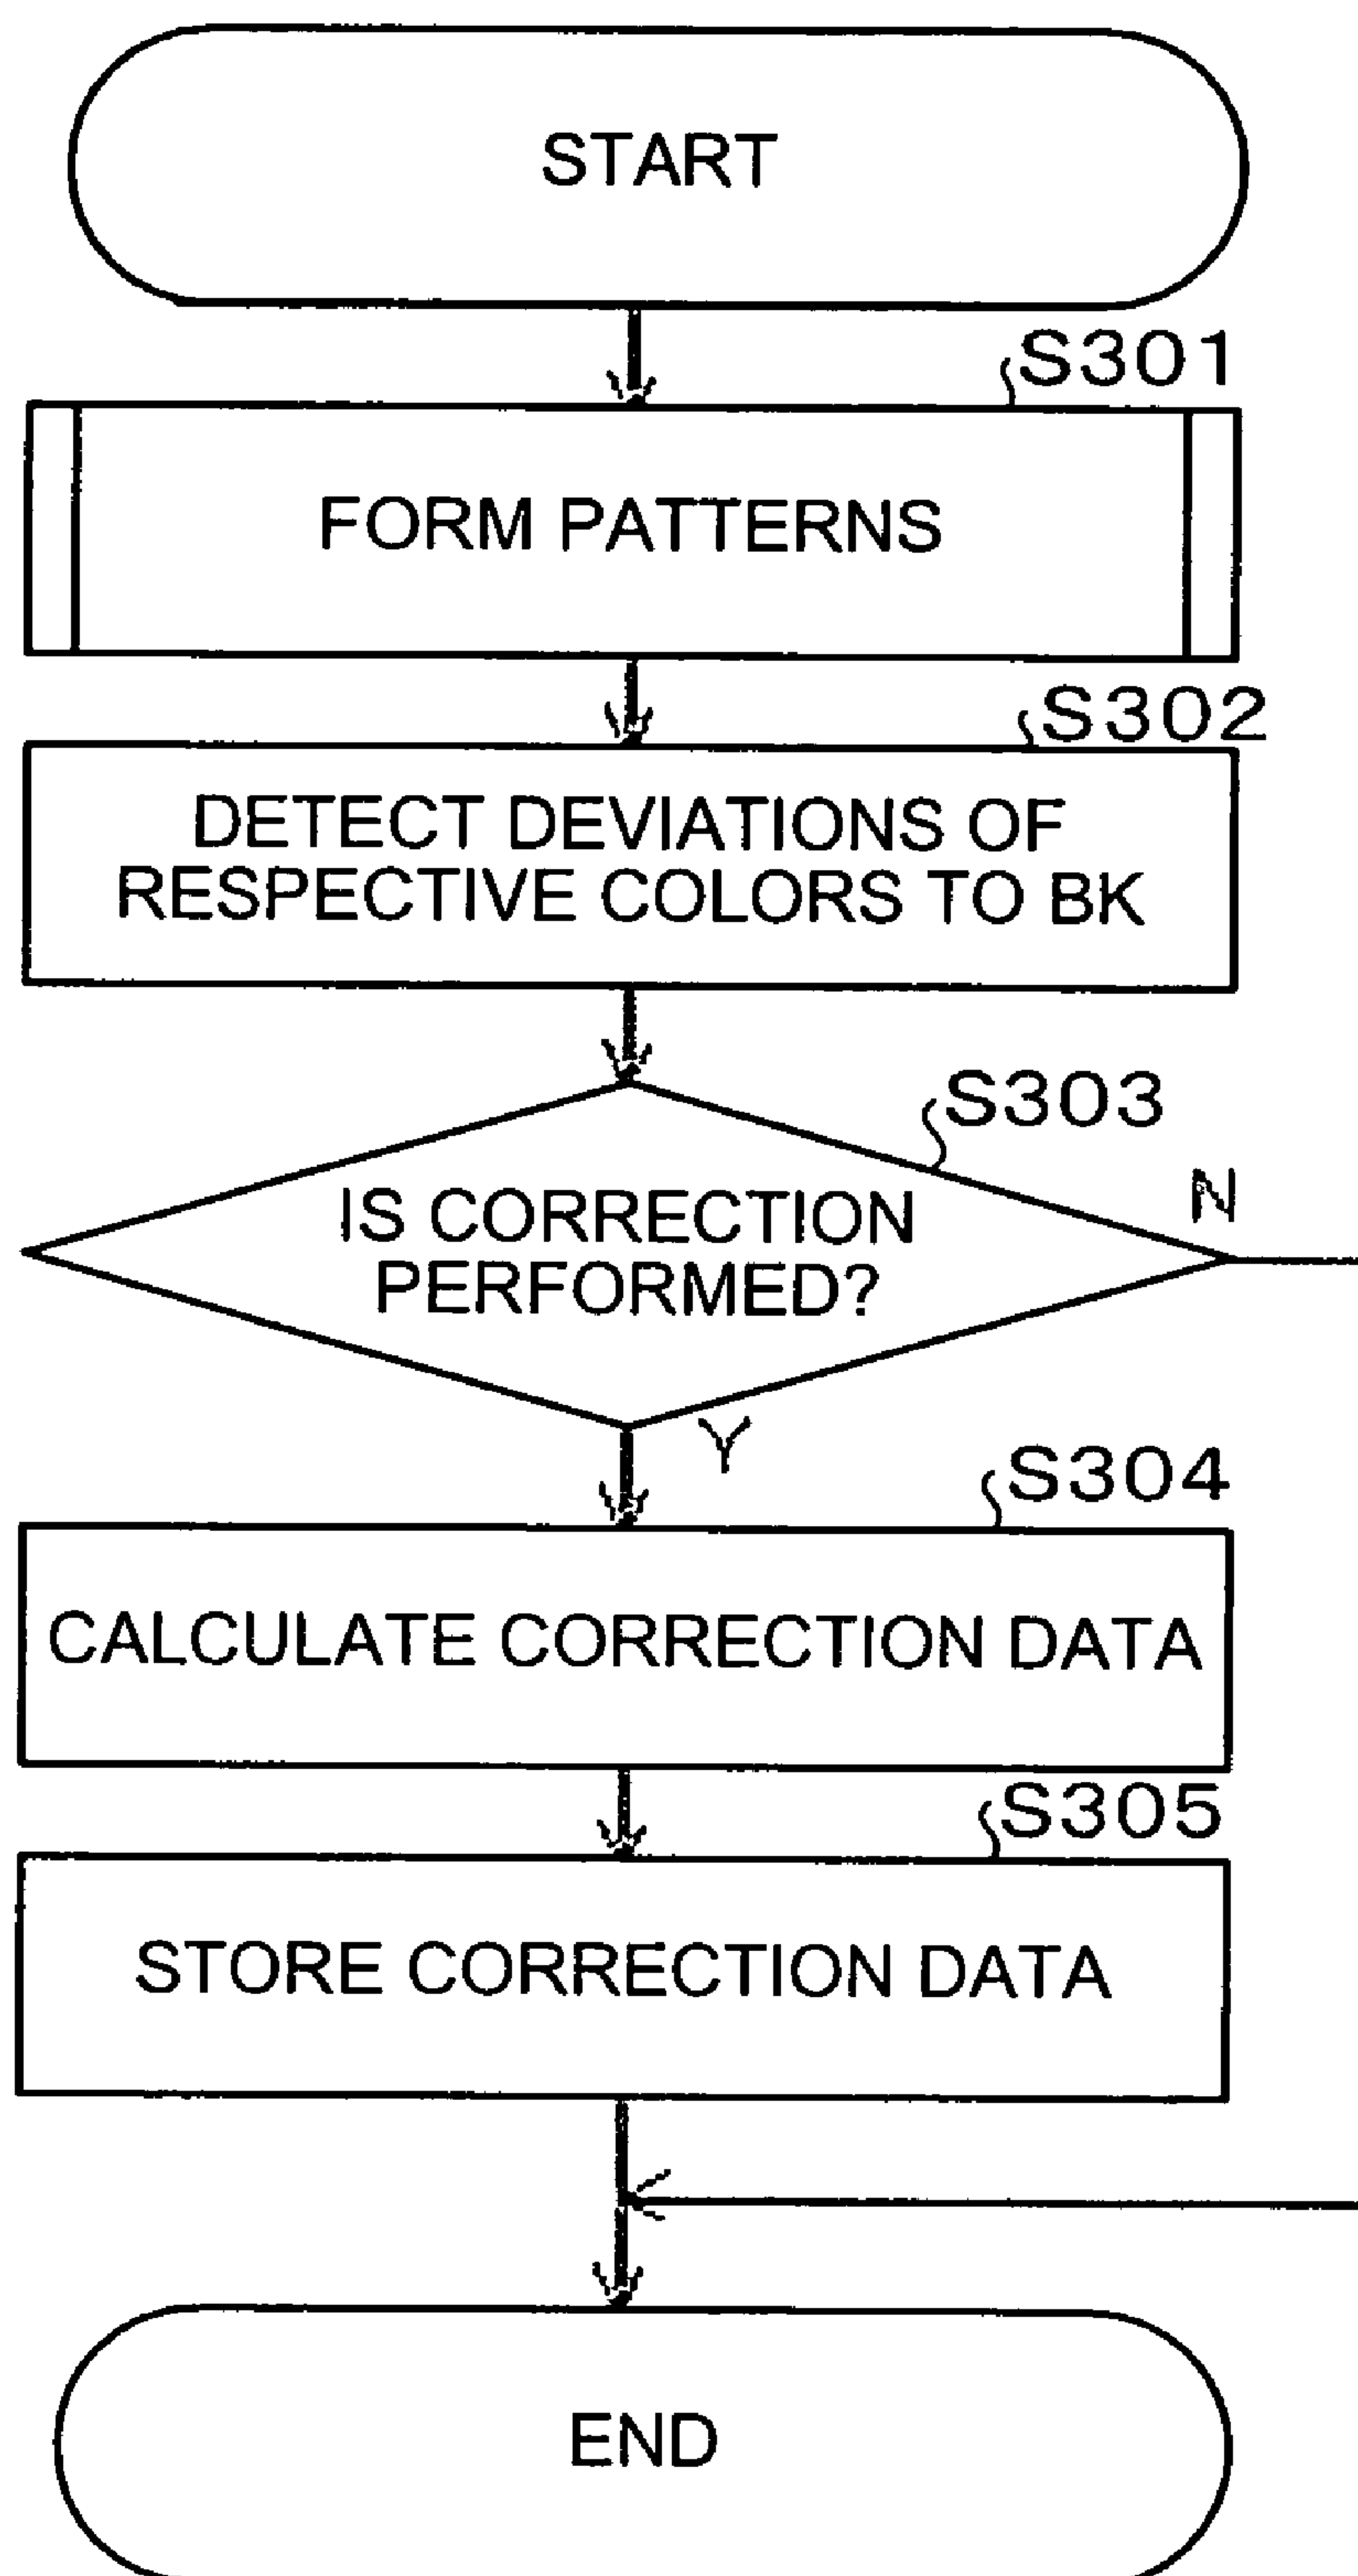 START
S301
FORM PATTERNS
S302
DETECT DEVIATIONS OF
RESPECTIVE COLORS TO BK
S303
IS CORRECTION
PERFORMED?
N
Y
S304
CALCULATE CORRECTION DATA
S305
STORE CORRECTION DATA
END